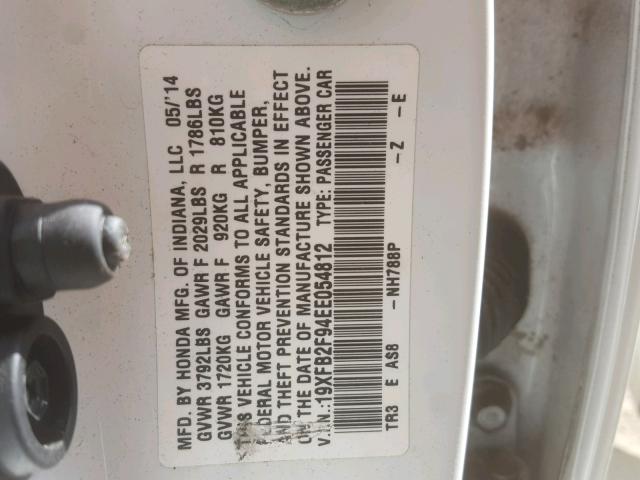 MFD. BY HONDA MFG. OF INDIANA, LLC 05/'14
GVWR 3792LBS GAWR F 2029LBS R 1786LBS
GVWR 1720KG GAWR F 920KG R 810KG
THIS VEHICLE CONFORMS TO ALL APPLICABLE
FEDERAL MOTOR VEHICLE SAFETY, BUMPER,
AND THEFT PREVENTION STANDARDS IN EFFECT
ON THE DATE OF MANUFACTURE SHOWN ABOVE.
V.I.N.:19XFB2F94EE054812 TYPE: PASSENGER CAR
TR3 E AS8 -NH788P -Z -E